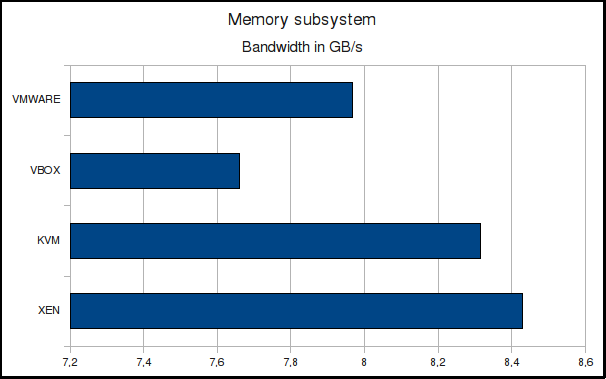 Memory subsystem
Bandwidth in GB/s
VMWARE
VBOX
KVM
XEN
7,2 7,4 7,6 7,8 8 8,2 8,4 8,6